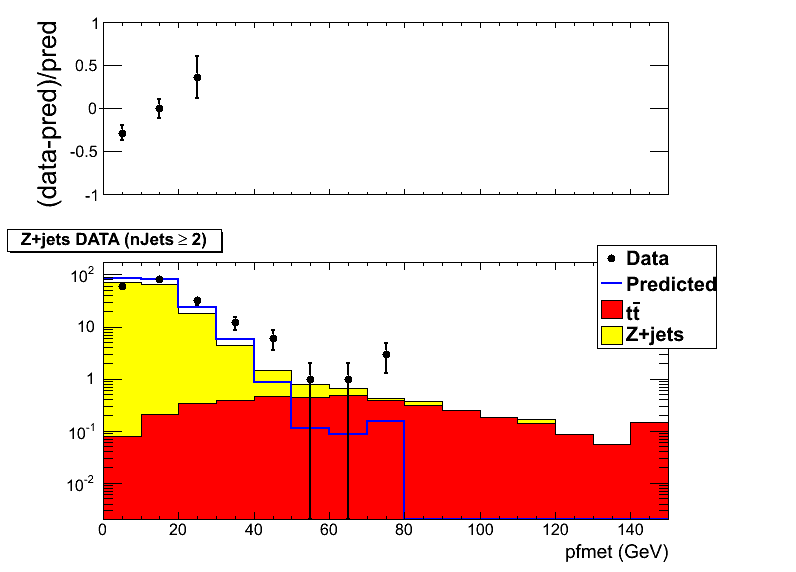 (data-pred)/pred
1
0.5
0
-0.5
-1
Z+jets DATA (nJets ≥ 2)
Data
Predicted
tt̄
Z+jets
10²
10
1
10⁻¹
10⁻²
0 20 40 60 80 100 120 140
pfmet (GeV)